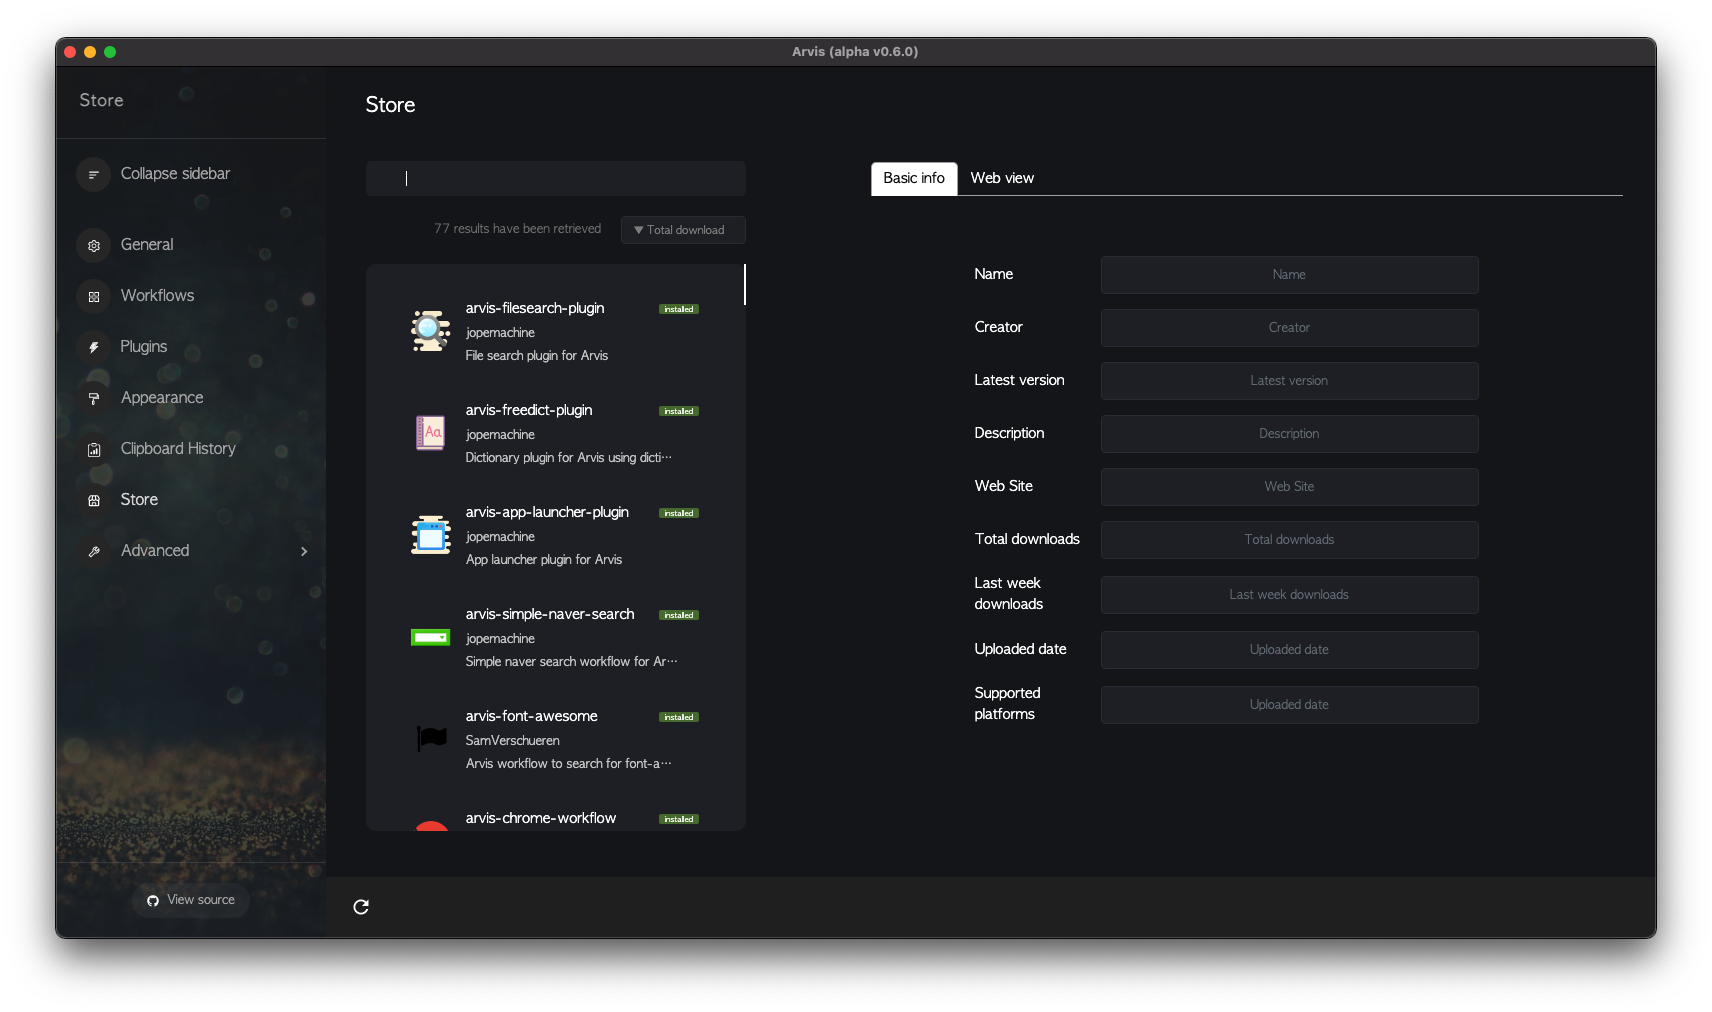 Arvis (alpha v0.6.0)
Store
Collapse sidebar
General
Workflows
Plugins
Appearance
Clipboard History
Store
Advanced
View source
Store
77 results have been retrieved
▼ Total download
arvis-filesearch-plugin
installed
jopemachine
File search plugin for Arvis
Aa
arvis-freedict-plugin
installed
jopemachine
Dictionary plugin for Arvis using dicti…
arvis-app-launcher-plugin
installed
jopemachine
App launcher plugin for Arvis
arvis-simple-naver-search
installed
jopemachine
Simple naver search workflow for Ar…
arvis-font-awesome
installed
SamVerschueren
Arvis workflow to search for font-a…
arvis-chrome-workflow
installed
Basic info
Web view
Name
Name
Creator
Creator
Latest version
Latest version
Description
Description
Web Site
Web Site
Total downloads
Total downloads
Last week
downloads
Last week downloads
Uploaded date
Uploaded date
Supported
platforms
Uploaded date